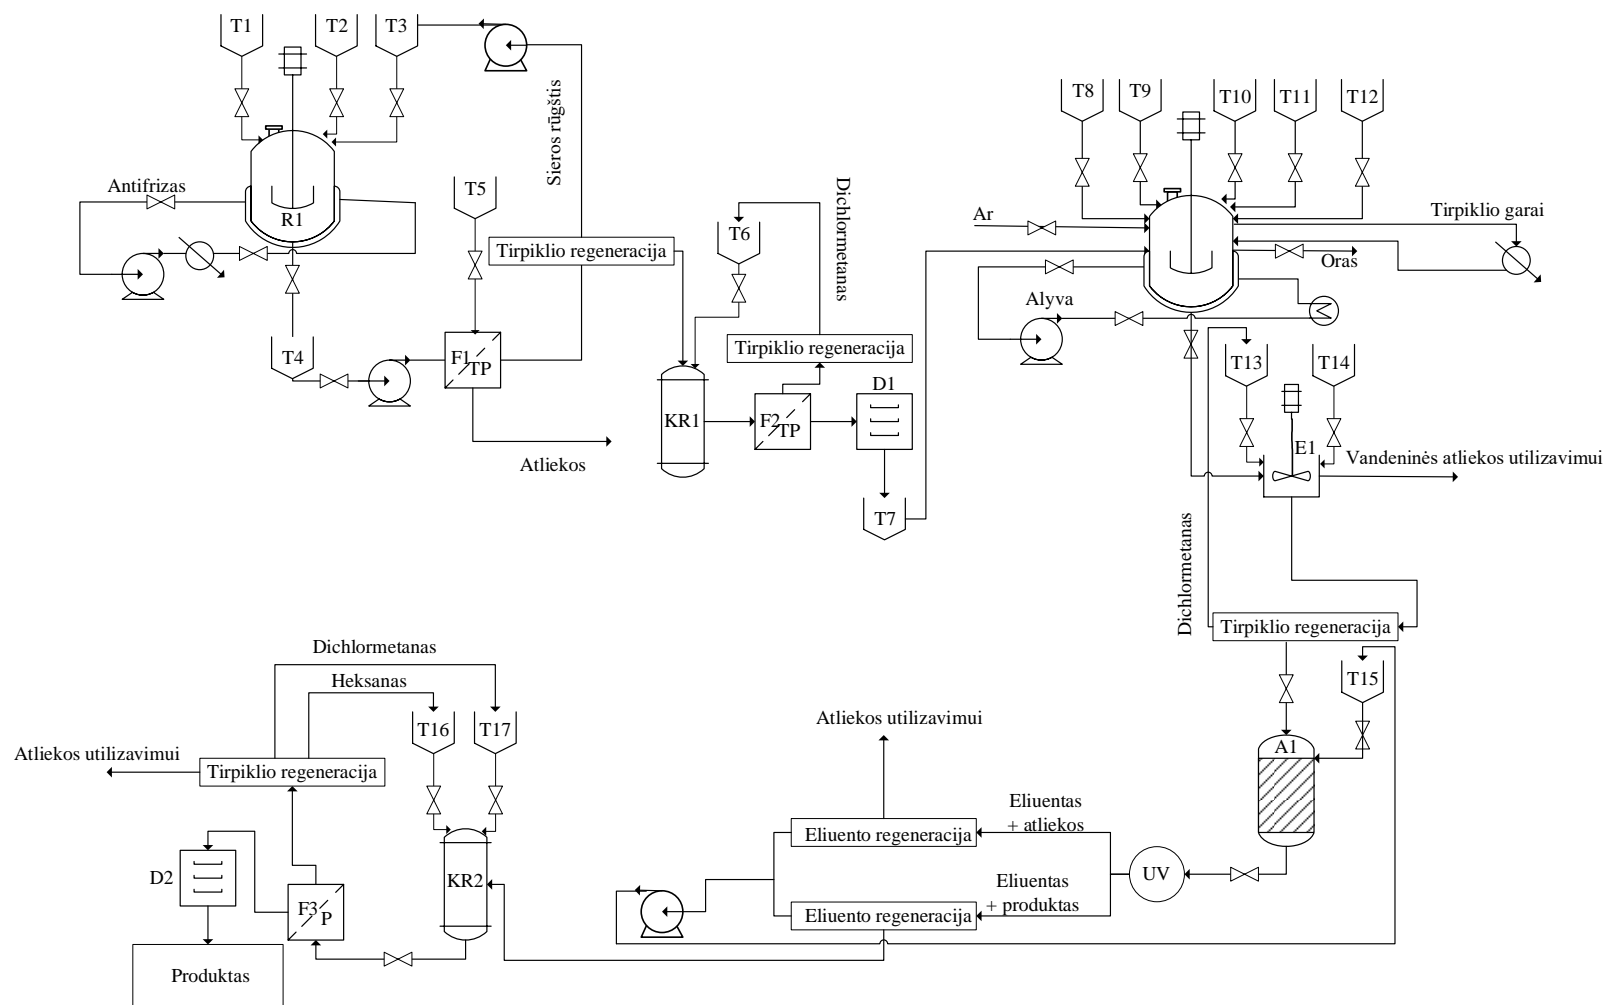 T1
T2
T3
Sieros rūgštis
T8
T9
T10
T11
T12
Antifrizas
R1
T5
Tirpiklio regeneracija
T6
Dichlormetanas
Ar
Tirpiklio garai
Oras
Alyva
T4
F1
TP
Tirpiklio regeneracija
D1
KR1
F2
TP
T13
T14
E1
Atliekos
Vandeninės atliekos utilizavimui
T7
Dichlormetanas
Tirpiklio regeneracija
Dichlormetanas
Heksanas
T15
T16
T17
Atliekos utilizavimui
Atliekos utilizavimui
A1
Tirpiklio regeneracija
Eliuentas
+ atliekos
Eliuento regeneracija
D2
KR2
UV
Eliuentas
+ produktas
F3
P
Eliuento regeneracija
Produktas